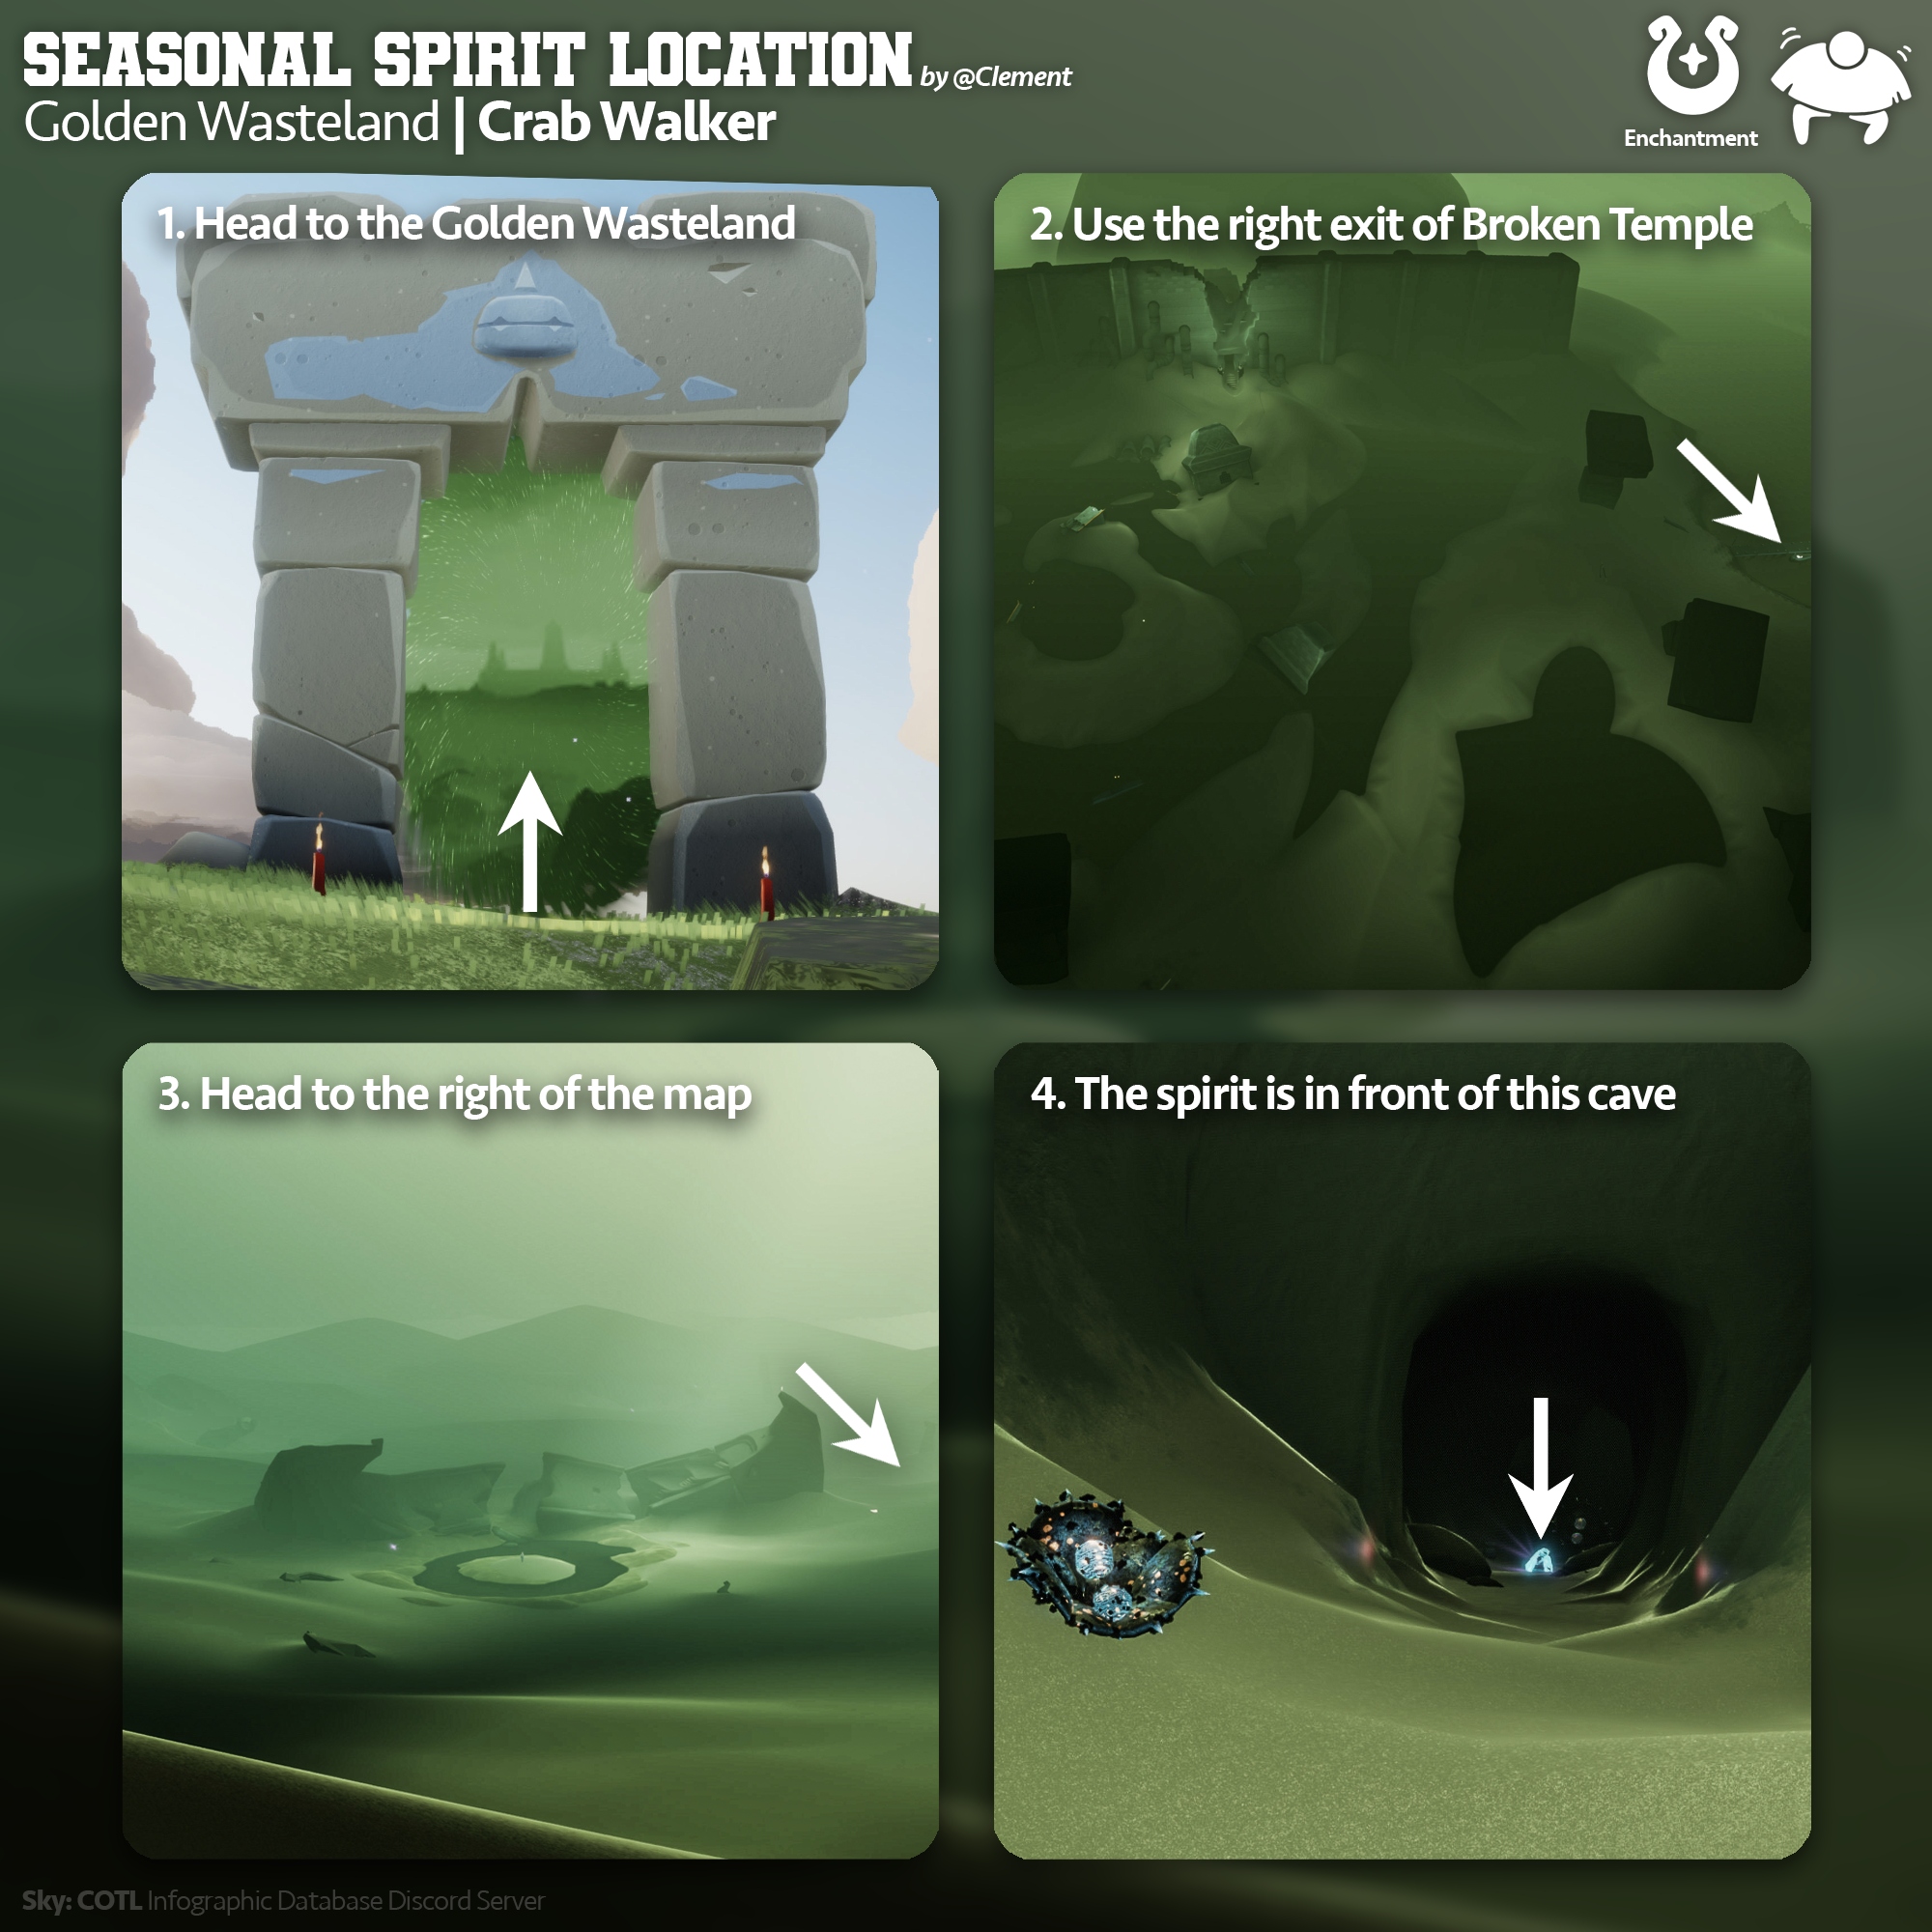 SEASONAL SPIRIT LOCATION by @Clement
Golden Wasteland | Crab Walker
Enchantment
1. Head to the Golden Wasteland
2. Use the right exit of Broken Temple
3. Head to the right of the map
4. The spirit is in front of this cave
Sky: COTL Infographic Database Discord Server